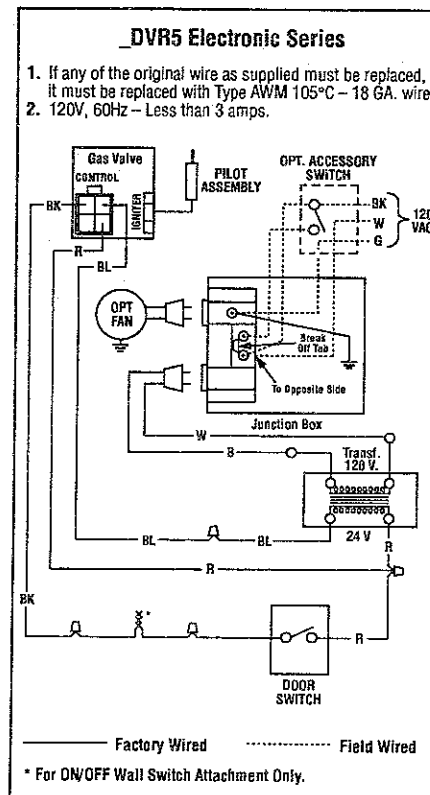 _DVR5 Electronic Series
1. If any of the original wire as supplied must be replaced,
it must be replaced with Type AWM 105°C – 18 GA. wire
2. 120V, 60Hz – Less than 3 amps.
Gas Valve
CONTROL
IGNITER
PILOT
ASSEMBLY
OPT. ACCESSORY
SWITCH
BK
W
G
120
VAC
BK
R
BL
OPT
FAN
Break
Off Tab
To Opposite Side
Junction Box
W
B
Transf.
120 V.
24 V
BL
BL
R
R
BK
*
R
DOOR
SWITCH
Factory Wired
Field Wired
* For ON/OFF Wall Switch Attachment Only.